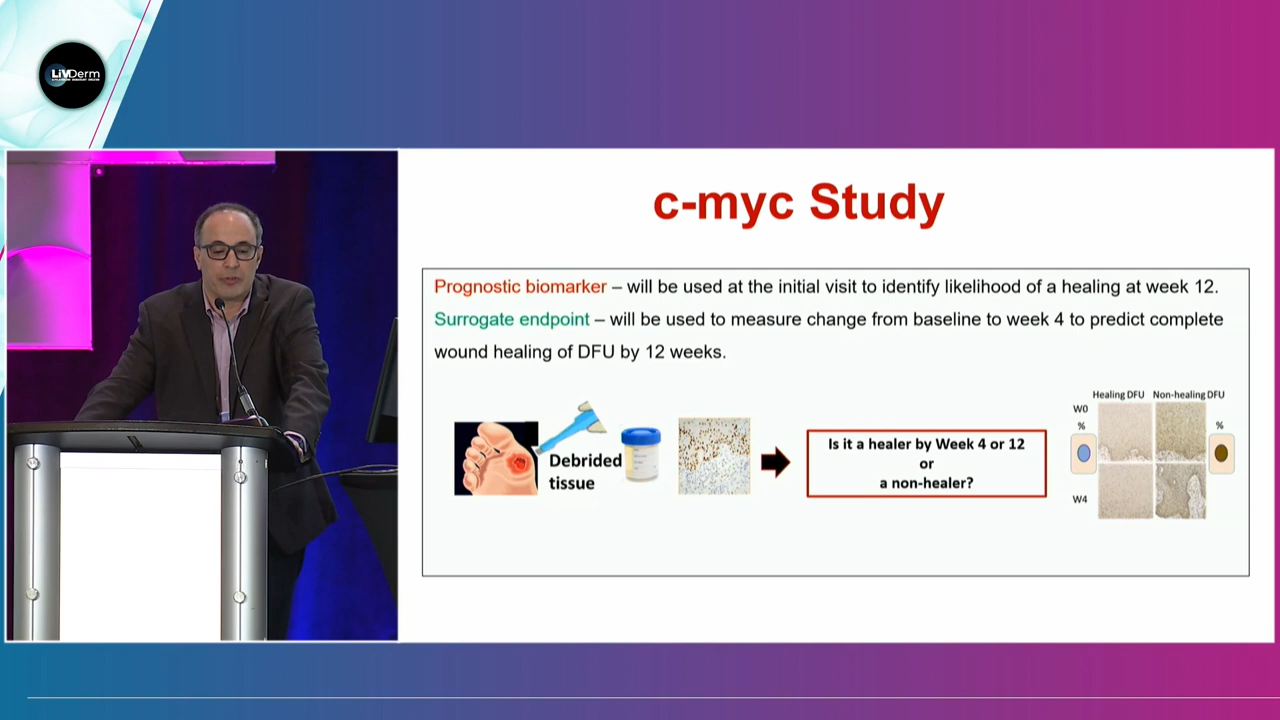 LiVDerm
c-myc Study
Prognostic biomarker – will be used at the initial visit to identify likelihood of a healing at week 12.
Surrogate endpoint – will be used to measure change from baseline to week 4 to predict complete
wound healing of DFU by 12 weeks.
Debrided
tissue
Is it a healer by Week 4 or 12
or
a non-healer?
Healing DFU Non-healing DFU
W0
% %
W4